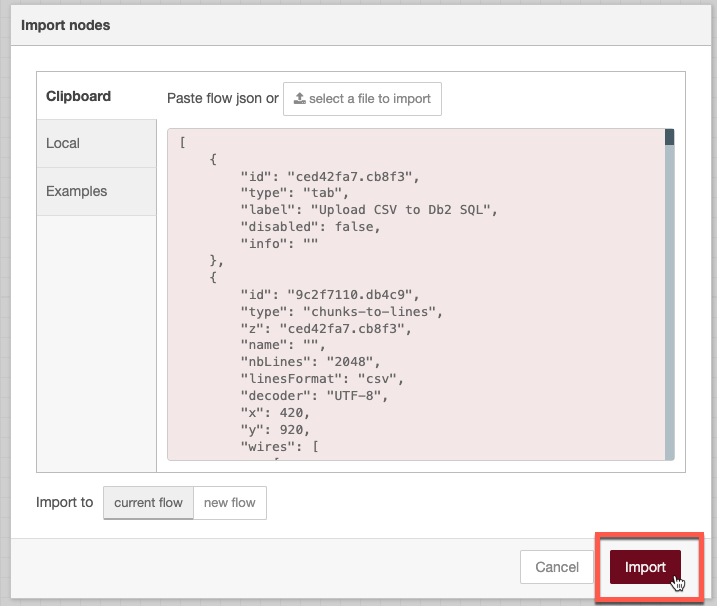 Import nodes
Clipboard
Local
Examples
Paste flow json or select a file to import
[
{
"id": "ced42fa7.cb8f3",
"type": "tab",
"label": "Upload CSV to Db2 SQL",
"disabled": false,
"info": ""
},
{
"id": "9c2f7110.db4c9",
"type": "chunks-to-lines",
"z": "ced42fa7.cb8f3",
"name": "",
"nbLines": "2048",
"linesFormat": "csv",
"decoder": "UTF-8",
"x": 420,
"y": 920,
"wires": [
Import to current flow new flow
Cancel Import